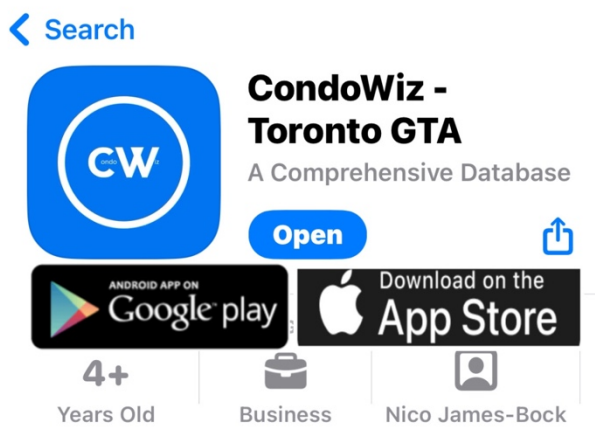 Search
CondoWiz -
Toronto GTA
A Comprehensive Database
CondoWiz
Open
ANDROID APP ON
Google play
Download on the
App Store
4+
Years Old
Business
Nico James-Bock